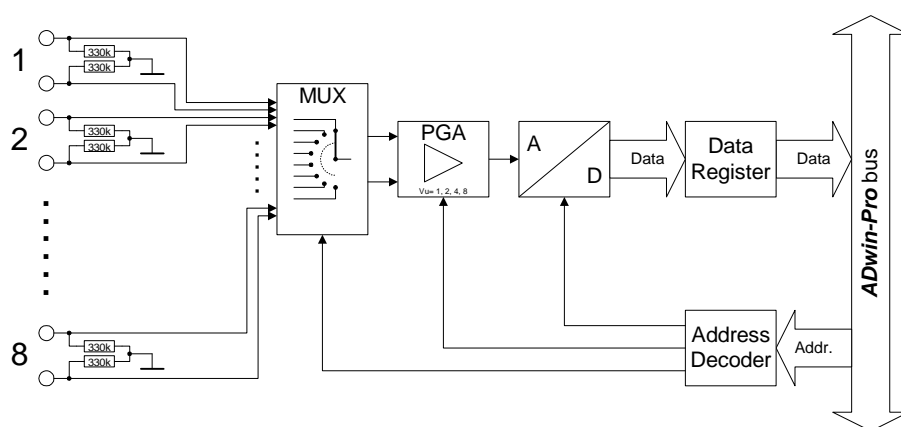 1
330k
330k
2
330k
330k
8
330k
330k
MUX
PGA
Vu= 1, 2, 4, 8
A
D
Data
Data
Register
Data
Address
Decoder
Addr.
ADwin-Pro bus